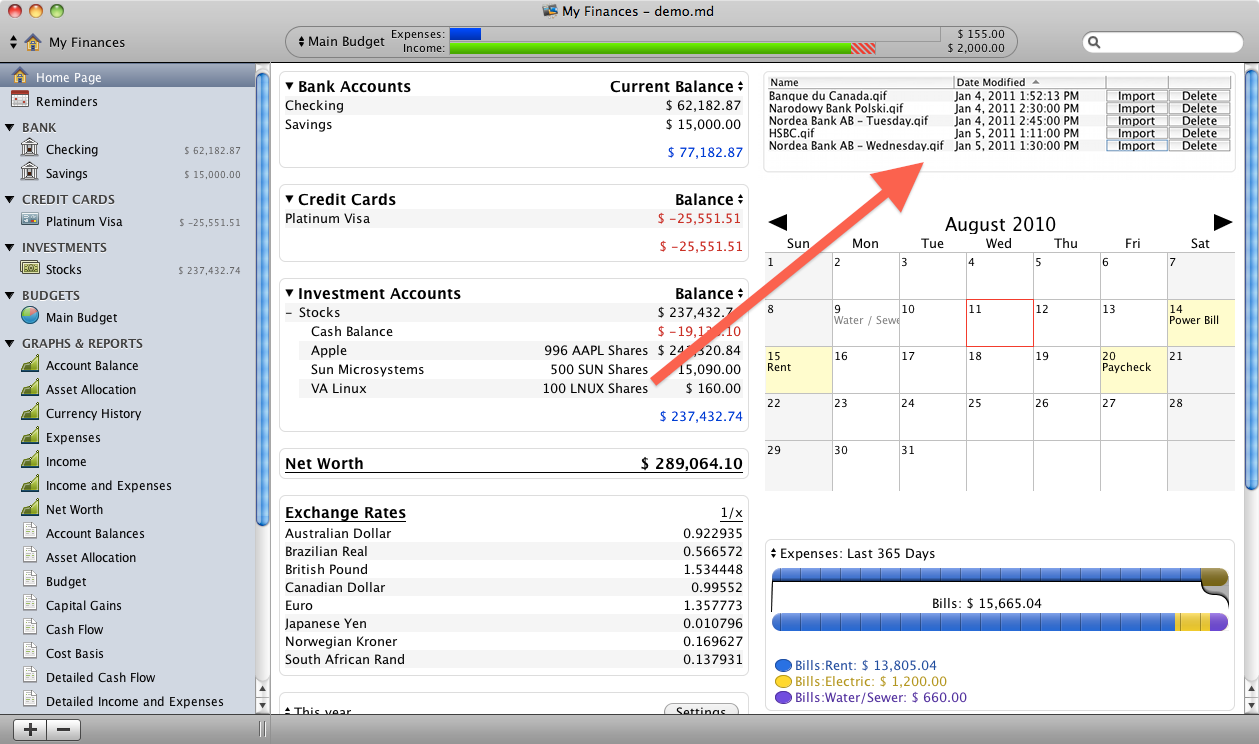 My Finances – demo.md
My Finances
Main Budget
Expenses: $ 155.00
Income: $ 2,000.00
Home Page
Reminders
BANK
Checking $ 62,182.87
Savings $ 15,000.00
CREDIT CARDS
Platinum Visa $ -25,551.51
INVESTMENTS
Stocks $ 237,432.74
BUDGETS
Main Budget
GRAPHS & REPORTS
Account Balance
Asset Allocation
Currency History
Expenses
Income
Income and Expenses
Net Worth
Account Balances
Asset Allocation
Budget
Capital Gains
Cash Flow
Cost Basis
Detailed Cash Flow
Detailed Income and Expenses
Bank Accounts Current Balance
Checking $ 62,182.87
Savings $ 15,000.00
$ 77,182.87
Credit Cards Balance
Platinum Visa $ -25,551.51
$ -25,551.51
Investment Accounts Balance
– Stocks $ 237,432.74
Cash Balance
Apple 996 AAPL Shares
Sun Microsystems 500 SUN Shares 15,090.00
VA Linux 100 LNUX Shares $ 160.00
$ 237,432.74
Net Worth $ 289,064.10
Exchange Rates 1/x
Australian Dollar 0.922935
Brazilian Real 0.566572
British Pound 1.534448
Canadian Dollar 0.99552
Euro 1.357773
Japanese Yen 0.010796
Norwegian Kroner 0.169627
South African Rand 0.137931
This year Settings
Name Date Modified
Banque du Canada.qif Jan 4, 2011 1:52:13 PM Import Delete
Narodowy Bank Polski.qif Jan 4, 2011 2:30:00 PM Import Delete
Nordea Bank AB – Tuesday.qif Jan 4, 2011 2:45:00 PM Import Delete
HSBC.qif Jan 5, 2011 1:11:00 PM Import Delete
Nordea Bank AB – Wednesday.qif Jan 5, 2011 1:30:00 PM Import Delete
August 2010
Sun Mon Tue Wed Thu Fri Sat
1 2 3 4 5 6 7
8 9 10 11 12 13 14
Water / Sewe Power Bill
15 16 17 18 19 20 21
Rent Paycheck
22 23 24 25 26 27 28
29 30 31
Expenses: Last 365 Days
Bills: $ 15,665.04
Bills:Rent: $ 13,805.04
Bills:Electric: $ 1,200.00
Bills:Water/Sewer: $ 660.00